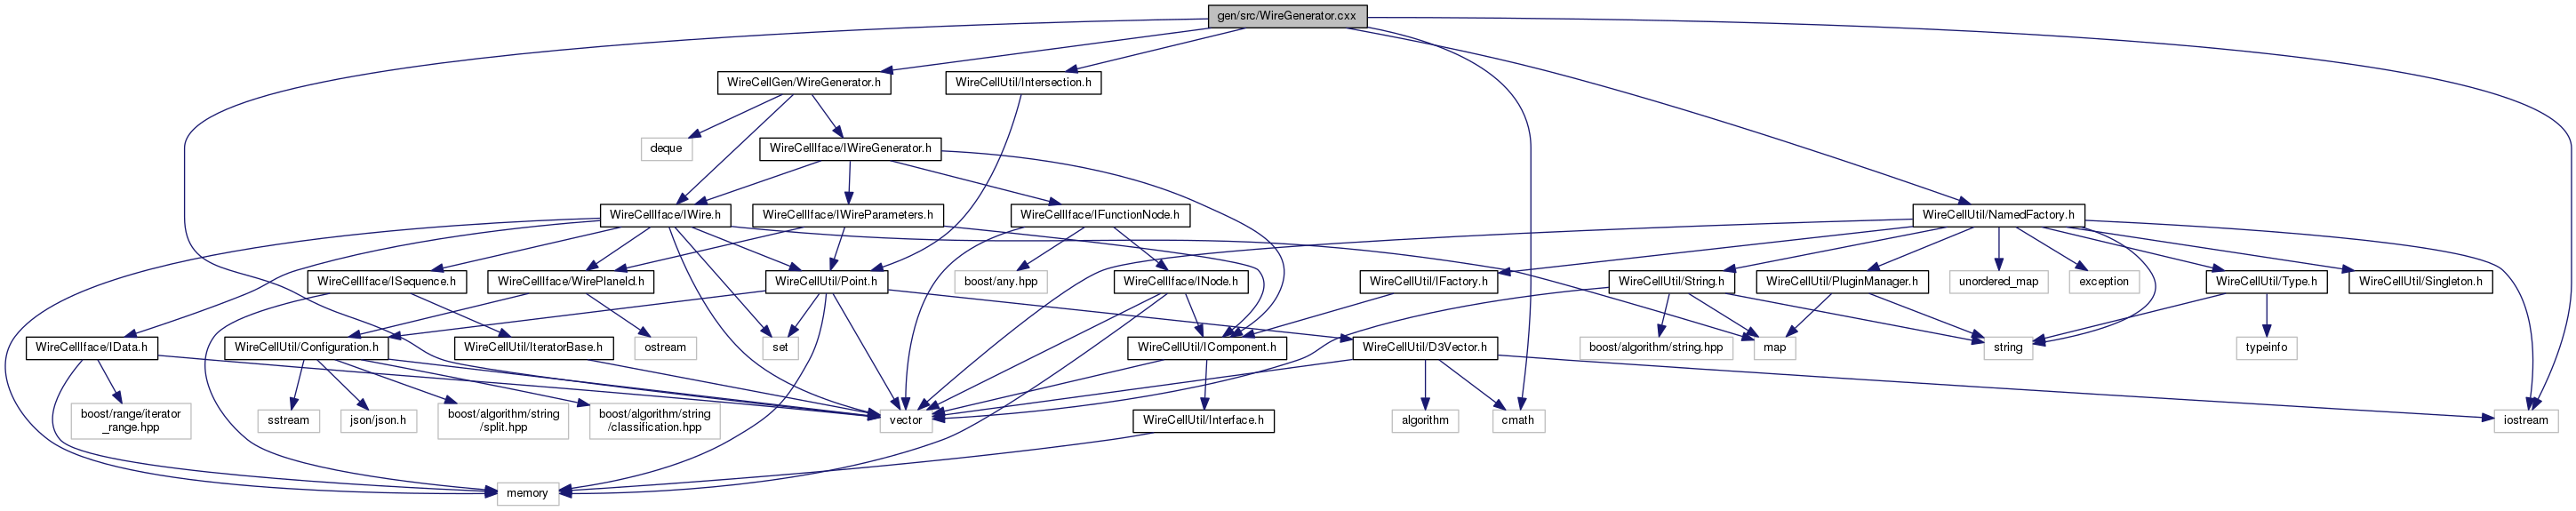 gen/src/WireGenerator.cxx
WireCellGen/WireGenerator.h
WireCellUtil/Intersection.h
deque
WireCellIface/IWireGenerator.h
WireCellIface/IWire.h
WireCellIface/IWireParameters.h
WireCellIface/IFunctionNode.h
WireCellUtil/NamedFactory.h
WireCellIface/ISequence.h
WireCellIface/WirePlaneId.h
WireCellUtil/Point.h
boost/any.hpp
WireCellIface/INode.h
WireCellUtil/IFactory.h
WireCellUtil/String.h
WireCellUtil/PluginManager.h
unordered_map
exception
WireCellUtil/Type.h
WireCellUtil/Singleton.h
WireCellIface/IData.h
WireCellUtil/Configuration.h
WireCellUtil/IteratorBase.h
ostream
set
WireCellUtil/IComponent.h
WireCellUtil/D3Vector.h
boost/algorithm/string.hpp
map
string
typeinfo
boost/range/iterator
_range.hpp
sstream
json/json.h
boost/algorithm/string
/split.hpp
boost/algorithm/string
/classification.hpp
vector
WireCellUtil/Interface.h
algorithm
cmath
iostream
memory